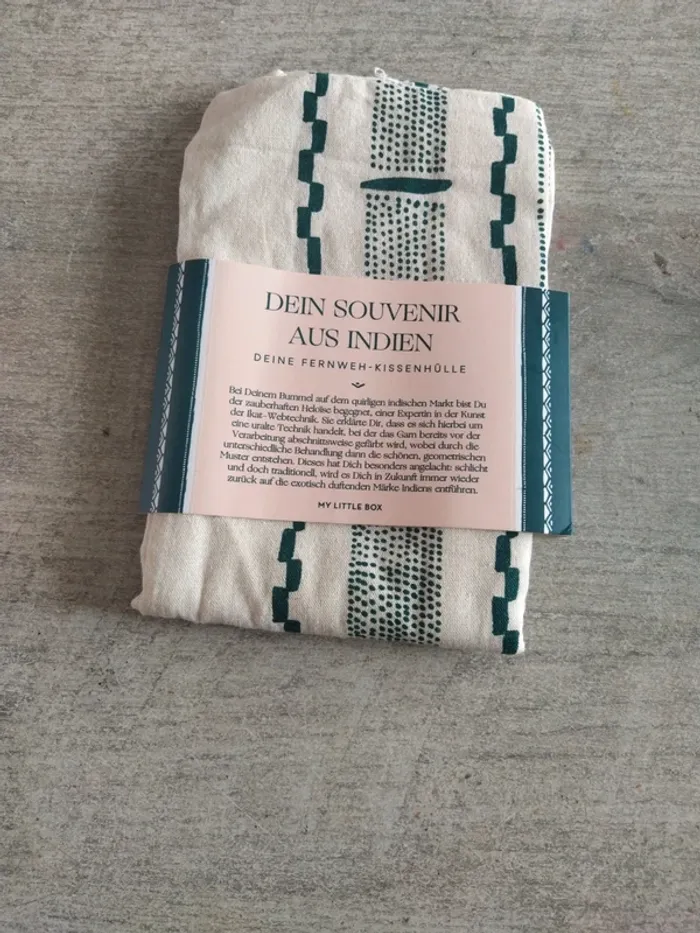 DEIN SOUVENIR
AUS INDIEN
DEINE FERNWEH-KISSENHÜLLE
Bei Deinem Bummel auf dem quirligen indischen Markt bist Du
der zauberhaften Heloïse begegnet, einer Expertin in der Kunst
der Ikat-Webtechnik. Sie erklärte Dir, dass es sich hierbei um
eine uralte Technik handelt, bei der das Garn bereits vor der
Verarbeitung abschnittsweise gefärbt wird, wobei durch die
unterschiedliche Behandlung dann die schönen, geometrischen
Muster entstehen. Dieses hat Dich besonders angelacht: schlicht
und doch traditionell, wird es Dich in Zukunft immer wieder
zurück auf die exotisch duftenden Märke Indiens entführen.
MY LITTLE BOX